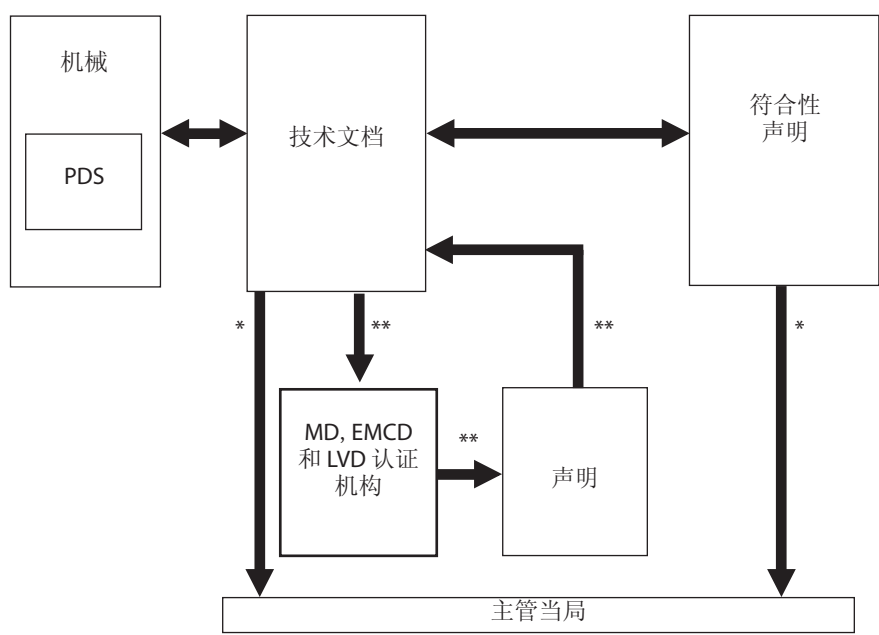 机械
PDS
技术文档
符合性
声明
*
**
**
*
MD, EMCD
和 LVD 认证
机构
**
声明
主管当局